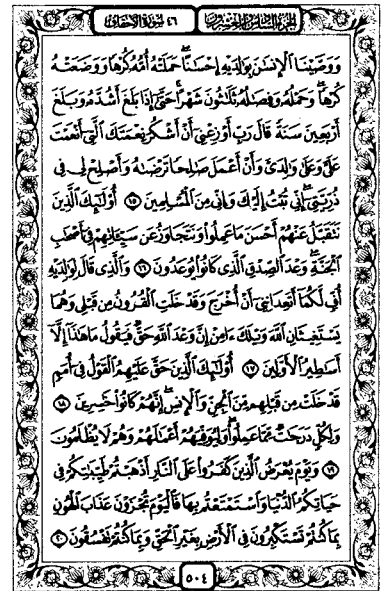 الجزء السادس والعشرون ٤٦ سورة الأحقاف
وَوَصَّيْنَا ٱلْإِنسَٰنَ بِوَٰلِدَيْهِ إِحْسَٰنًا ۖ حَمَلَتْهُ أُمُّهُۥ كُرْهًا وَوَضَعَتْهُ
كُرْهًا ۖ وَحَمْلُهُۥ وَفِصَٰلُهُۥ ثَلَٰثُونَ شَهْرًا ۚ حَتَّىٰٓ إِذَا بَلَغَ أَشُدَّهُۥ وَبَلَغَ
أَرْبَعِينَ سَنَةً قَالَ رَبِّ أَوْزِعْنِىٓ أَنْ أَشْكُرَ نِعْمَتَكَ ٱلَّتِىٓ أَنْعَمْتَ
عَلَىَّ وَعَلَىٰ وَٰلِدَىَّ وَأَنْ أَعْمَلَ صَٰلِحًا تَرْضَىٰهُ وَأَصْلِحْ لِى فِى
ذُرِّيَّتِىٓ ۖ إِنِّى تُبْتُ إِلَيْكَ وَإِنِّى مِنَ ٱلْمُسْلِمِينَ ١٥ أُو۟لَٰٓئِكَ ٱلَّذِينَ
نَتَقَبَّلُ عَنْهُمْ أَحْسَنَ مَا عَمِلُوا۟ وَنَتَجَاوَزُ عَن سَيِّـَٔاتِهِمْ فِىٓ أَصْحَٰبِ
ٱلْجَنَّةِ ۖ وَعْدَ ٱلصِّدْقِ ٱلَّذِى كَانُوا۟ يُوعَدُونَ ١٦ وَٱلَّذِى قَالَ لِوَٰلِدَيْهِ
أُفٍّ لَّكُمَآ أَتَعِدَانِنِىٓ أَنْ أُخْرَجَ وَقَدْ خَلَتِ ٱلْقُرُونُ مِن قَبْلِى وَهُمَا
يَسْتَغِيثَانِ ٱللَّهَ وَيْلَكَ ءَامِنْ إِنَّ وَعْدَ ٱللَّهِ حَقٌّ فَيَقُولُ مَا هَٰذَآ إِلَّآ
أَسَٰطِيرُ ٱلْأَوَّلِينَ ١٧ أُو۟لَٰٓئِكَ ٱلَّذِينَ حَقَّ عَلَيْهِمُ ٱلْقَوْلُ فِىٓ أُمَمٍ
قَدْ خَلَتْ مِن قَبْلِهِم مِّنَ ٱلْجِنِّ وَٱلْإِنسِ ۖ إِنَّهُمْ كَانُوا۟ خَٰسِرِينَ ١٨
وَلِكُلٍّ دَرَجَٰتٌ مِّمَّا عَمِلُوا۟ ۖ وَلِيُوَفِّيَهُمْ أَعْمَٰلَهُمْ وَهُمْ لَا يُظْلَمُونَ
١٩ وَيَوْمَ يُعْرَضُ ٱلَّذِينَ كَفَرُوا۟ عَلَى ٱلنَّارِ أَذْهَبْتُمْ طَيِّبَٰتِكُمْ فِى
حَيَاتِكُمُ ٱلدُّنْيَا وَٱسْتَمْتَعْتُم بِهَا فَٱلْيَوْمَ تُجْزَوْنَ عَذَابَ ٱلْهُونِ
بِمَا كُنتُمْ تَسْتَكْبِرُونَ فِى ٱلْأَرْضِ بِغَيْرِ ٱلْحَقِّ وَبِمَا كُنتُمْ تَفْسُقُونَ ٢٠
٥٠٤